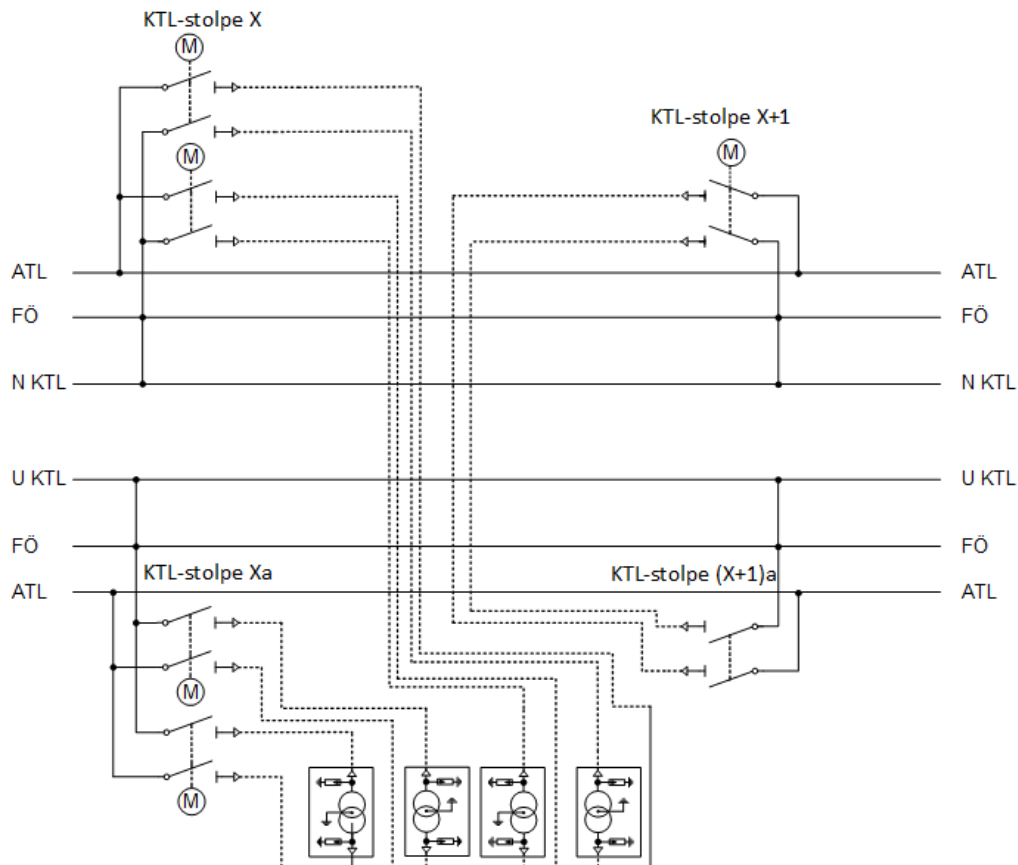 KTL-stolpe X
M
KTL-stolpe X+1
M
M
ATL ATL
FÖ FÖ
N KTL N KTL
U KTL U KTL
FÖ FÖ
KTL-stolpe Xa KTL-stolpe (X+1)a
ATL ATL
M
M